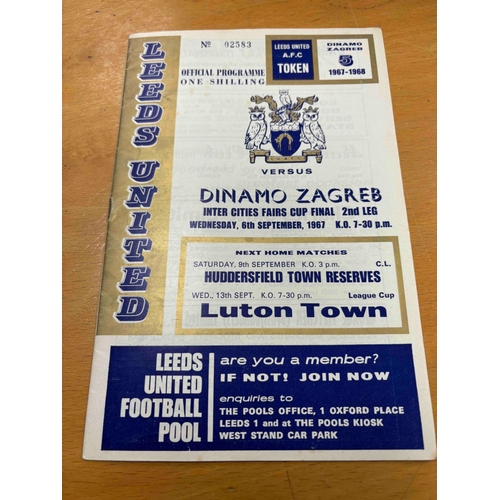 LEEDS UNITED
Nº 02583
OFFICIAL PROGRAMME
ONE SHILLING
LEEDS UNITED
A.F.C
TOKEN
DINAMO
ZAGREB
5
1967-1968
VERSUS
DINAMO ZAGREB
INTER CITIES FAIRS CUP FINAL 2nd LEG
WEDNESDAY, 6th SEPTEMBER, 1967 K.O. 7-30 p.m.
NEXT HOME MATCHES
SATURDAY, 9th SEPTEMBER K.O. 3 p.m. C.L.
HUDDERSFIELD TOWN RESERVES
WED., 13th SEPT. K.O. 7-30 p.m. League Cup
Luton Town
LEEDS
UNITED
FOOTBALL
POOL
are you a member?
IF NOT! JOIN NOW
enquiries to
THE POOLS OFFICE, 1 OXFORD PLACE
LEEDS 1 and at THE POOLS KIOSK
WEST STAND CAR PARK